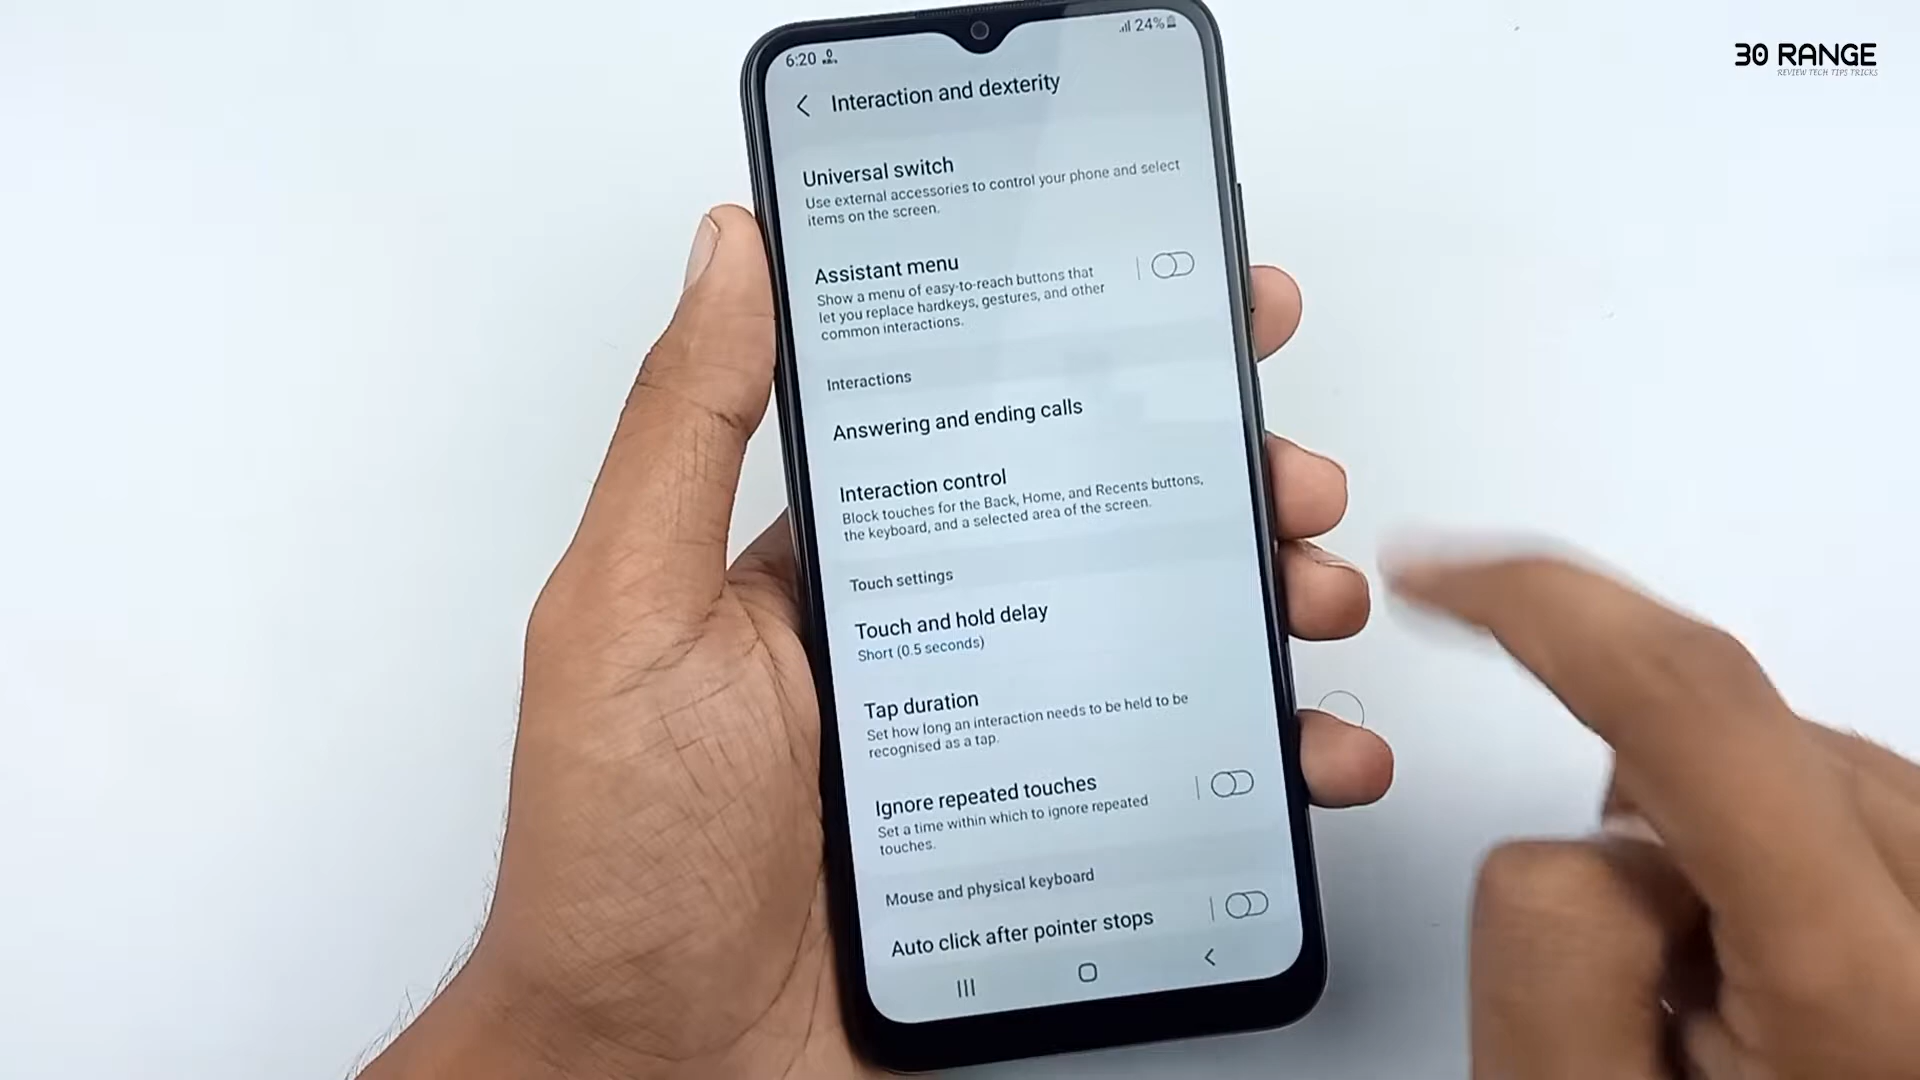 30 RANGE
REVIEW TECH TIPS TRICKS
6:20
24%
Interaction and dexterity
Universal switch
Use external accessories to control your phone and select
items on the screen.
Assistant menu
Show a menu of easy-to-reach buttons that
let you replace hardkeys, gestures, and other
common interactions.
Interactions
Answering and ending calls
Interaction control
Block touches for the Back, Home, and Recents buttons,
the keyboard, and a selected area of the screen.
Touch settings
Touch and hold delay
Short (0.5 seconds)
Tap duration
Set how long an interaction needs to be held to be
recognised as a tap.
Ignore repeated touches
Set a time within which to ignore repeated
touches.
Mouse and physical keyboard
Auto click after pointer stops